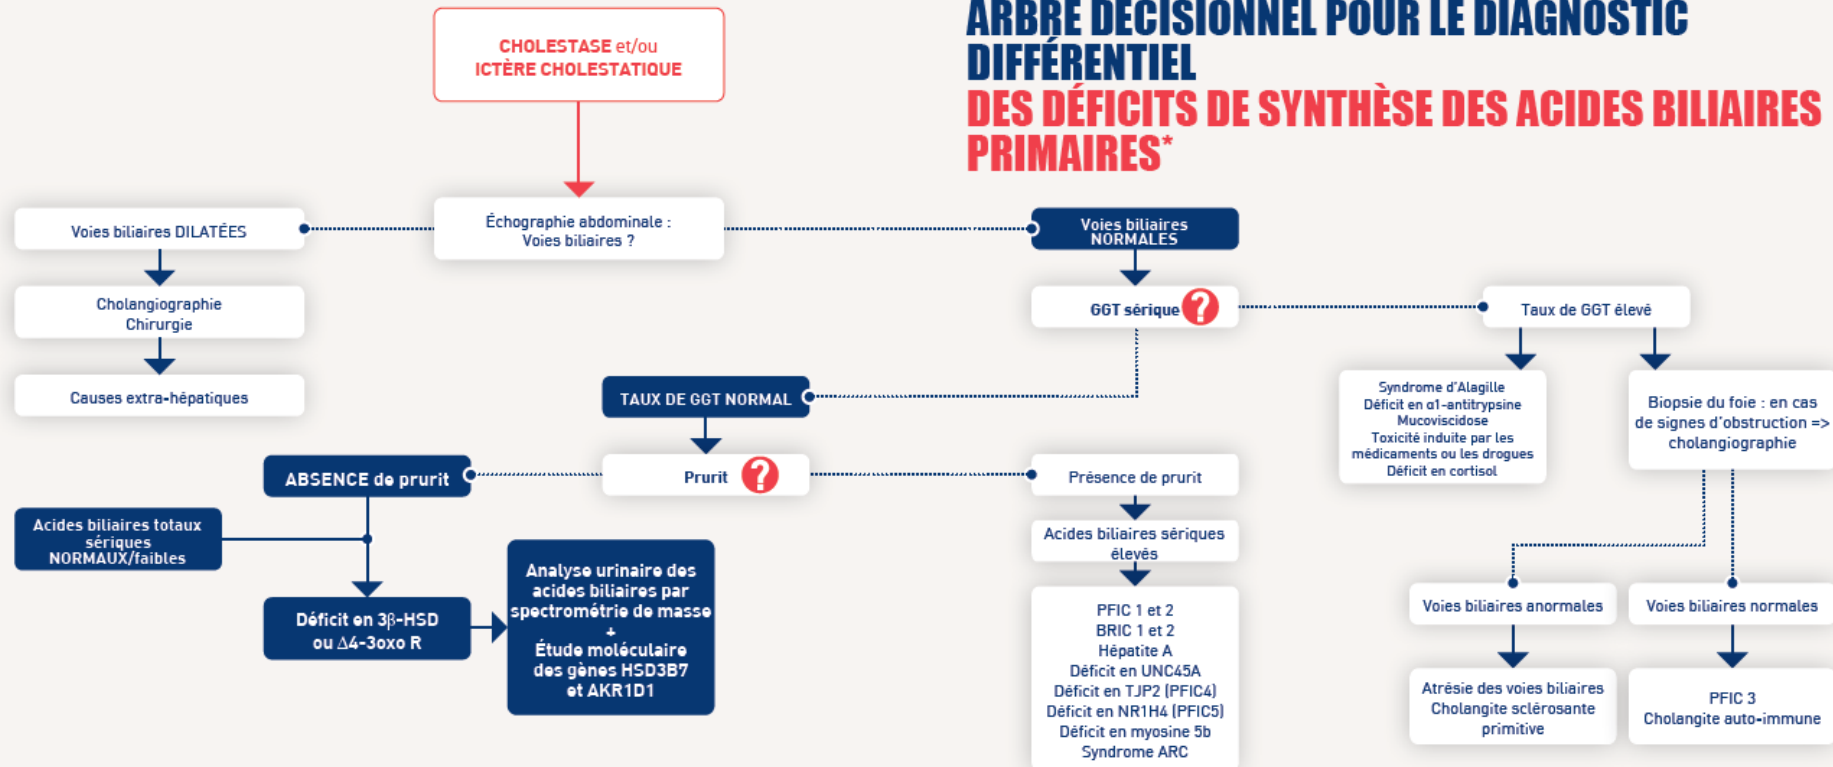 ARBRE DÉCISIONNEL POUR LE DIAGNOSTIC
DIFFÉRENTIEL
DES DÉFICITS DE SYNTHÈSE DES ACIDES BILIAIRES
PRIMAIRES*
CHOLESTASE et/ou
ICTÈRE CHOLESTATIQUE
Échographie abdominale :
Voies biliaires ?
Voies biliaires DILATÉES
Cholangiographie
Chirurgie
Causes extra-hépatiques
Voies biliaires
NORMALES
GGT sérique ?
Taux de GGT élevé
Syndrome d'Alagille
Déficit en α1-antitrypsine
Mucoviscidose
Toxicité induite par les
médicaments ou les drogues
Déficit en cortisol
Biopsie du foie : en cas
de signes d'obstruction =>
cholangiographie
Voies biliaires anormales
Atrésie des voies biliaires
Cholangite sclérosante
primitive
Voies biliaires normales
PFIC 3
Cholangite auto-immune
TAUX DE GGT NORMAL
Prurit ?
ABSENCE de prurit
Acides biliaires totaux
sériques
NORMAUX/faibles
Déficit en 3β-HSD
ou Δ4-3oxo R
Analyse urinaire des
acides biliaires par
spectrométrie de masse
+
Étude moléculaire
des gènes HSD3B7
et AKR1D1
Présence de prurit
Acides biliaires sériques
élevés
PFIC 1 et 2
BRIC 1 et 2
Hépatite A
Déficit en UNC45A
Déficit en TJP2 (PFIC4)
Déficit en NR1H4 (PFIC5)
Déficit en myosine 5b
Syndrome ARC